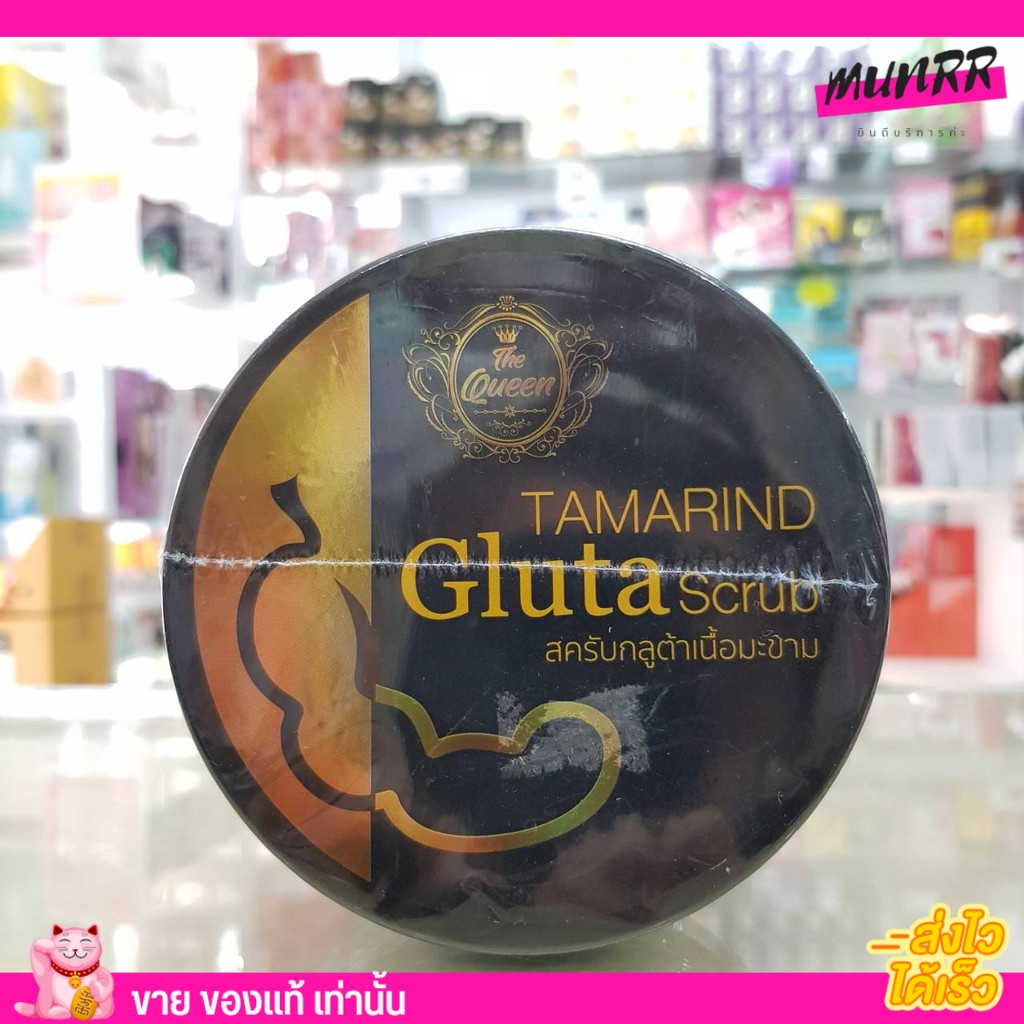 MUNRR
ยินดีบริการค่ะ
The
Queen
TAMARIND
Gluta Scrub
สครับกลูต้าเนื้อมะขาม
ขาย ของแท้ เท่านั้น
ส่งไว
ได้เร็ว